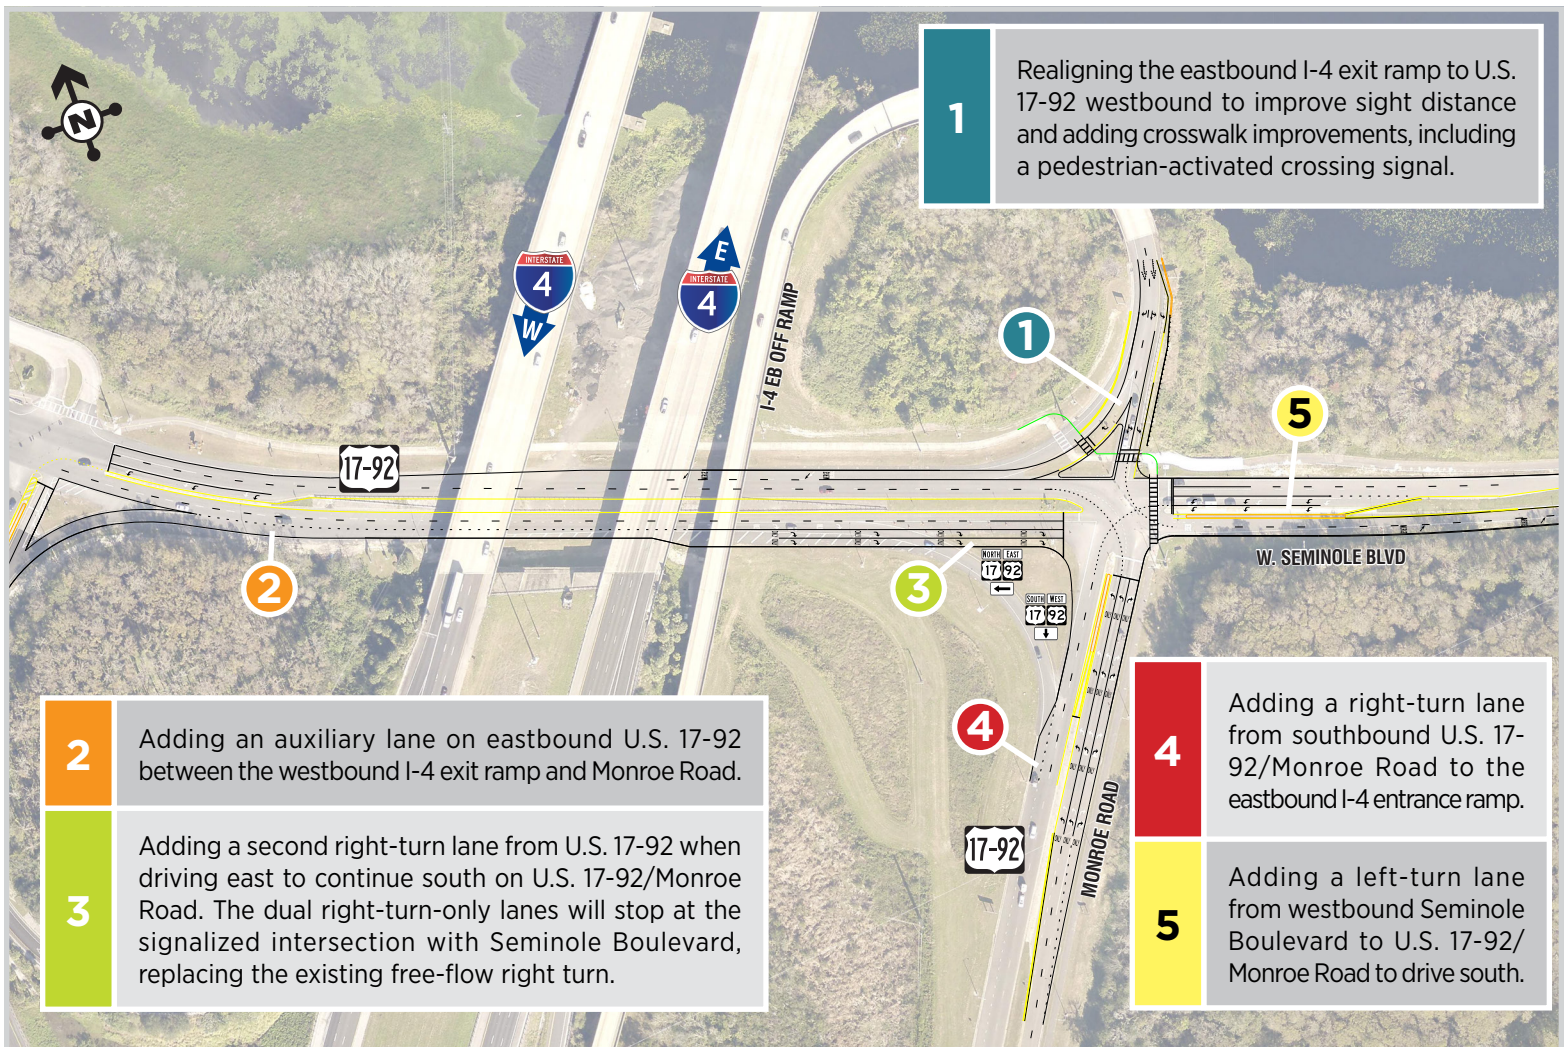 N
1
Realigning the eastbound I-4 exit ramp to U.S.
17-92 westbound to improve sight distance
and adding crosswalk improvements, including
a pedestrian-activated crossing signal.
INTERSTATE
4
W
E
INTERSTATE
4
I-4 EB OFF RAMP
1
5
17-92
2
3
NORTH EAST
17 92
SOUTH WEST
17 92
W. SEMINOLE BLVD
4
17-92
MONROE ROAD
2
Adding an auxiliary lane on eastbound U.S. 17-92
between the westbound I-4 exit ramp and Monroe Road.
3
Adding a second right-turn lane from U.S. 17-92 when
driving east to continue south on U.S. 17-92/Monroe
Road. The dual right-turn-only lanes will stop at the
signalized intersection with Seminole Boulevard,
replacing the existing free-flow right turn.
4
Adding a right-turn lane
from southbound U.S. 17-
92/Monroe Road to the
eastbound I-4 entrance ramp.
5
Adding a left-turn lane
from westbound Seminole
Boulevard to U.S. 17-92/
Monroe Road to drive south.